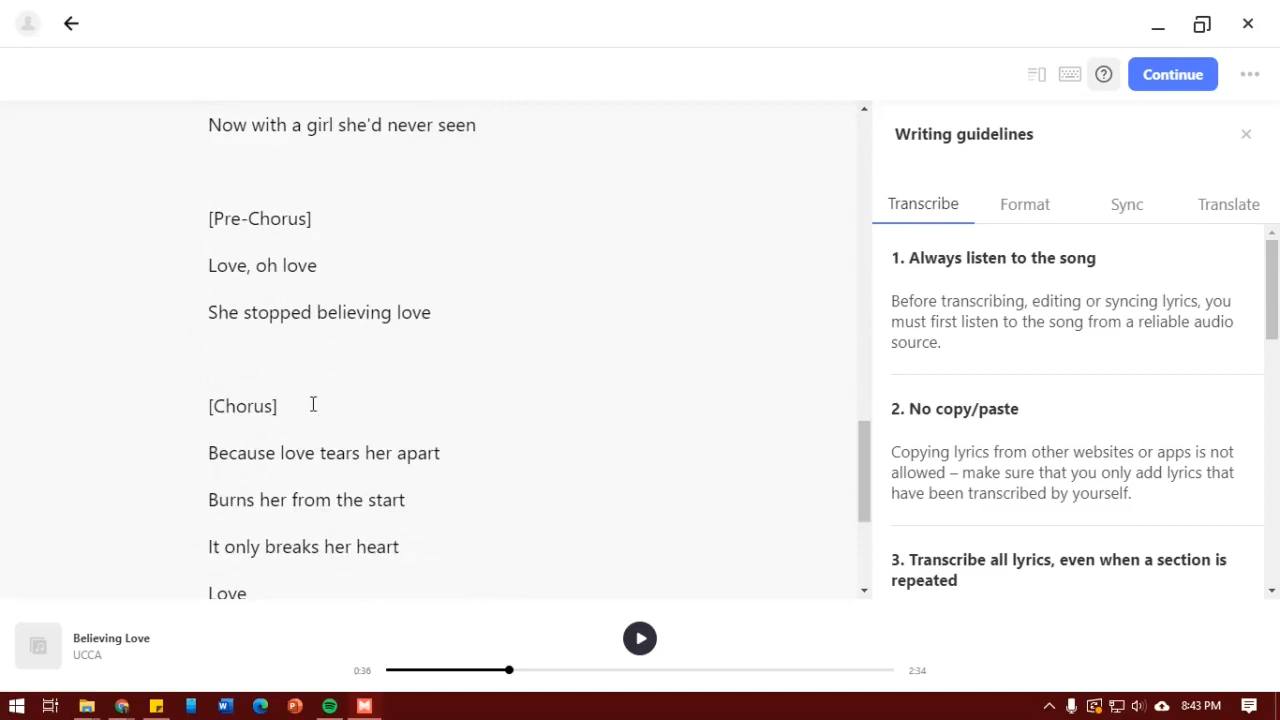 Continue
Now with a girl she'd never seen
[Pre-Chorus]
Love, oh love
She stopped believing love
[Chorus]
Because love tears her apart
Burns her from the start
It only breaks her heart
Love
Writing guidelines
Transcribe Format Sync Translate
1. Always listen to the song
Before transcribing, editing or syncing lyrics, you
must first listen to the song from a reliable audio
source.
2. No copy/paste
Copying lyrics from other websites or apps is not
allowed – make sure that you only add lyrics that
have been transcribed by yourself.
3. Transcribe all lyrics, even when a section is
repeated
Believing Love
UCCA
0:36 2:34
8:43 PM